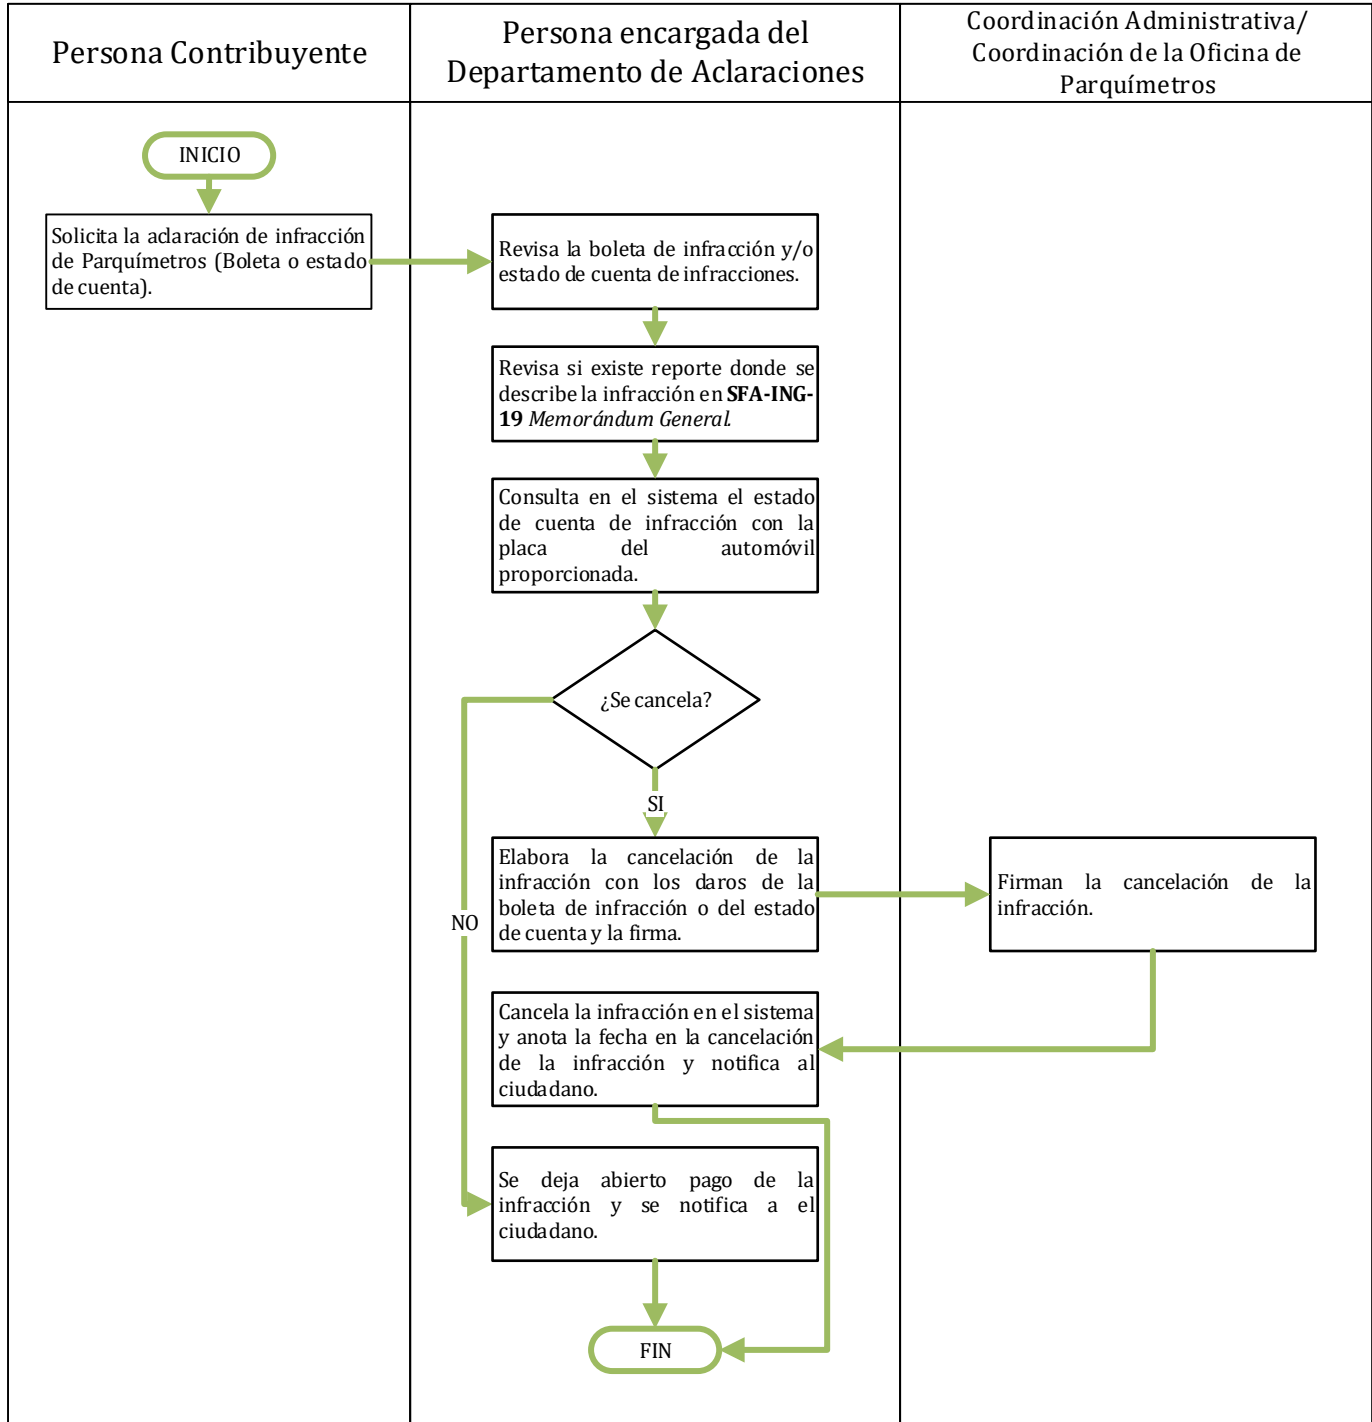 Persona Contribuyente
Persona encargada del
Departamento de Aclaraciones
Coordinación Administrativa/
Coordinación de la Oficina de
Parquímetros
INICIO
Solicita la aclaración de infracción
de Parquímetros (Boleta o estado
de cuenta).
Revisa la boleta de infracción y/o
estado de cuenta de infracciones.
Revisa si existe reporte donde se
describe la infracción en SFA-ING-
19 Memorándum General.
Consulta en el sistema el estado
de cuenta de infracción con la
placa del automóvil
proporcionada.
¿Se cancela?
SI
NO
Elabora la cancelación de la
infracción con los daros de la
boleta de infracción o del estado
de cuenta y la firma.
Firman la cancelación de la
infracción.
Cancela la infracción en el sistema
y anota la fecha en la cancelación
de la infracción y notifica al
ciudadano.
Se deja abierto pago de la
infracción y se notifica a el
ciudadano.
FIN